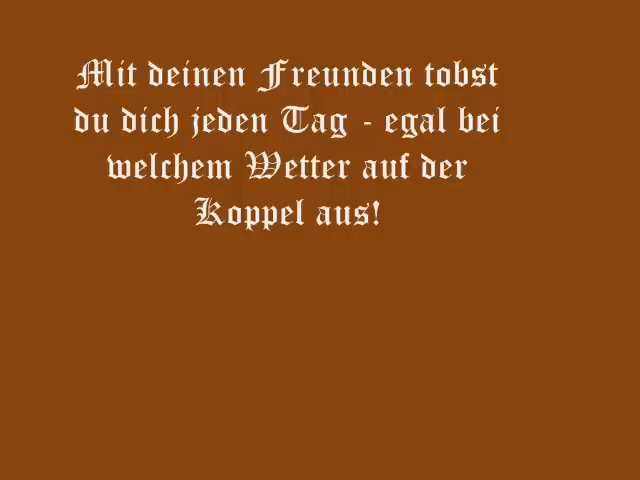 Mit deinen Freunden tobst
du dich jeden Tag - egal bei
welchem Wetter auf der
Koppel aus!